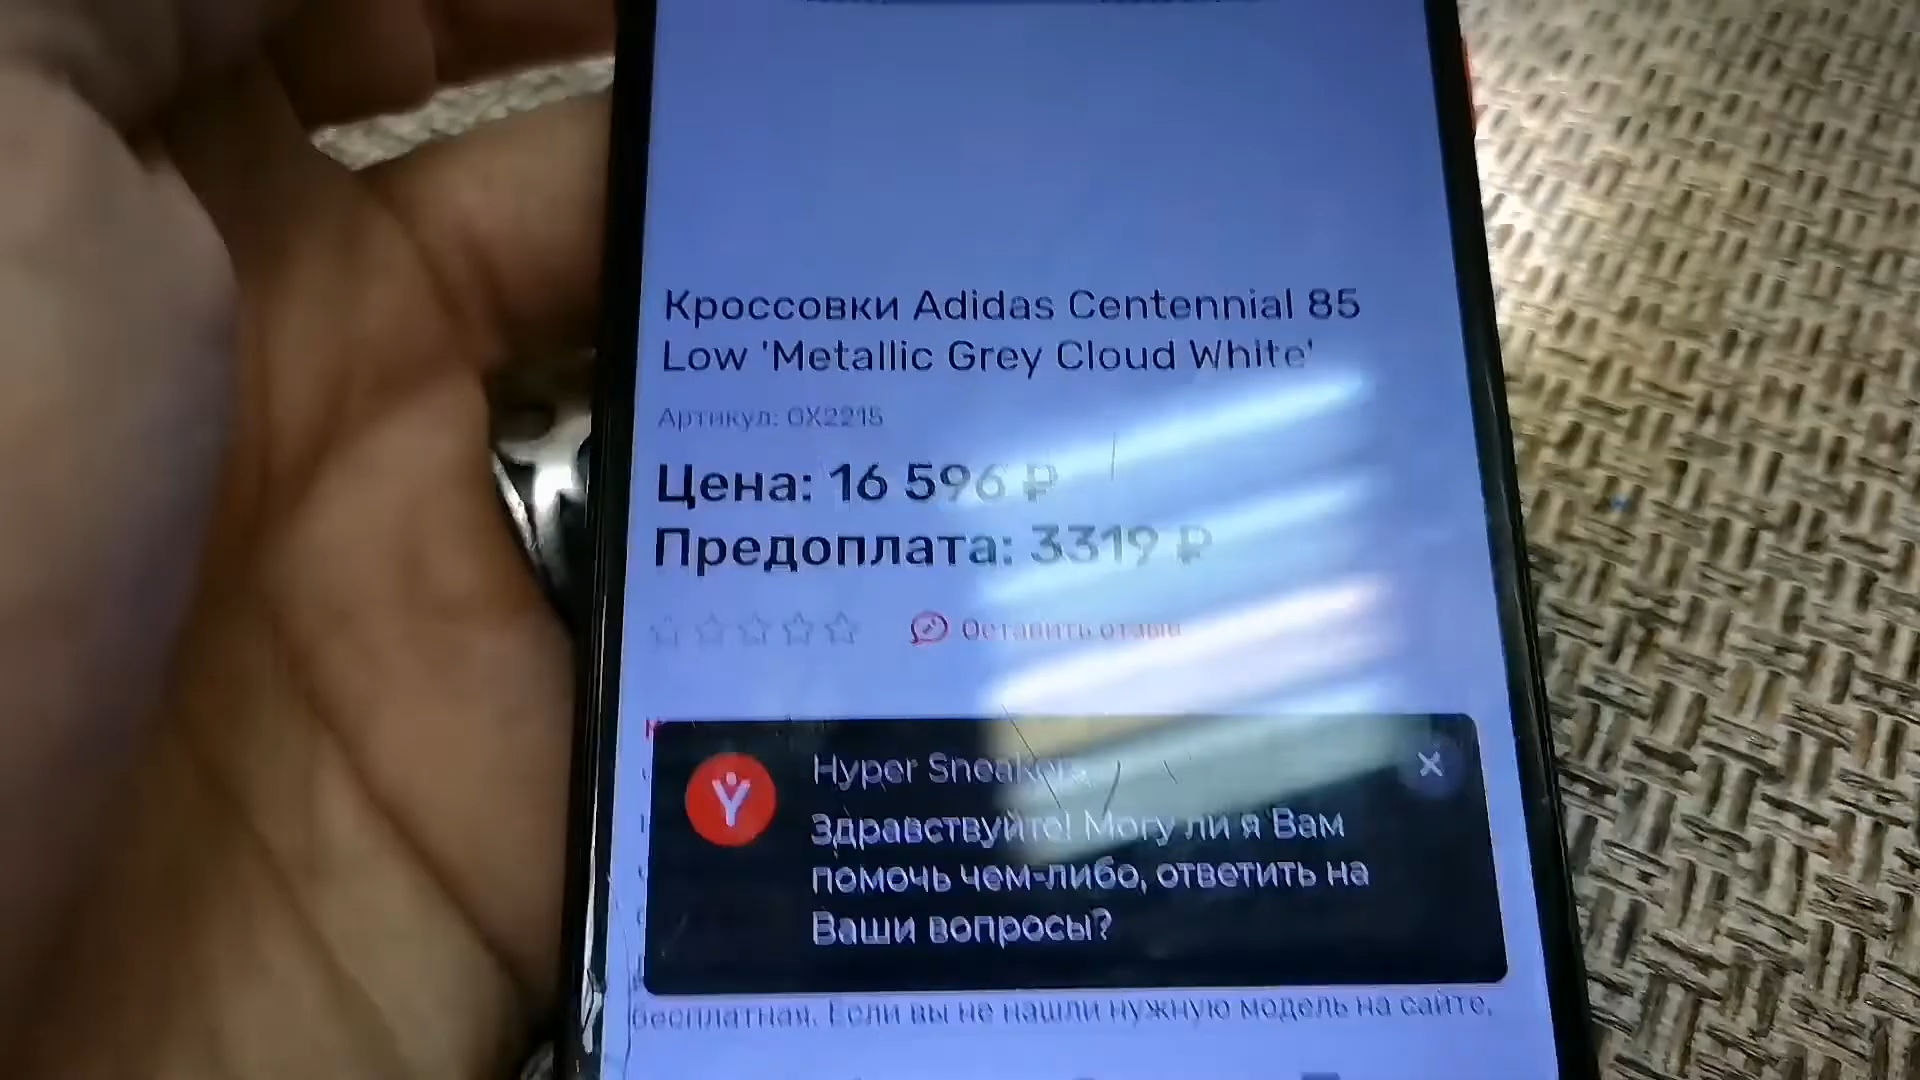 Кроссовки Adidas Centennial 85
Low 'Metallic Grey Cloud White'
Артикул: GX2215
Цена: 16 596 ₽
Предоплата: 3319 ₽
Оставить отзыв
Hyper Sneakers
Здравствуйте! Могу ли я Вам
помочь чем-либо, ответить на
Ваши вопросы?
бесплатная. Если вы не нашли нужную модель на сайте,